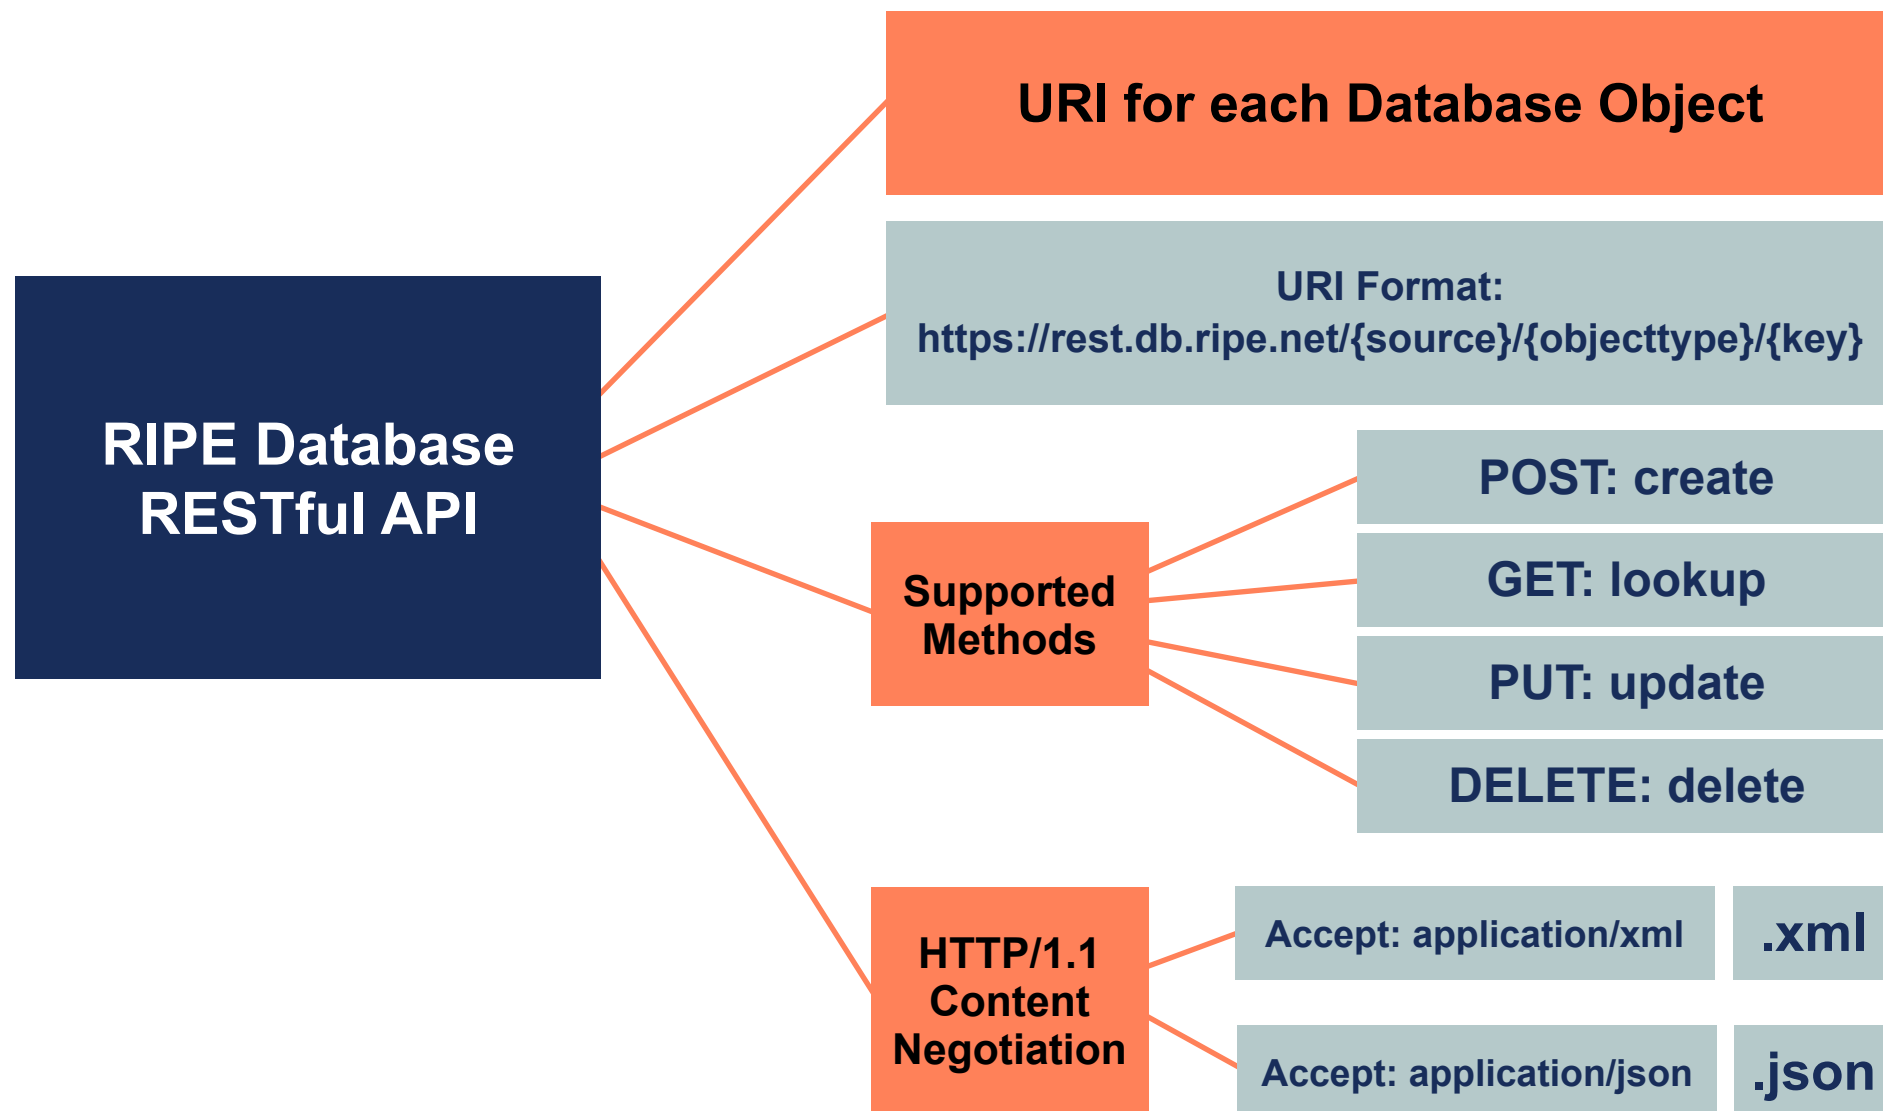 URI for each Database Object
URI Format:
https://rest.db.ripe.net/{source}/{objecttype}/{key}
RIPE Database
RESTful API
Supported
Methods
POST: create
GET: lookup
PUT: update
DELETE: delete
HTTP/1.1
Content
Negotiation
Accept: application/xml
.xml
Accept: application/json
.json